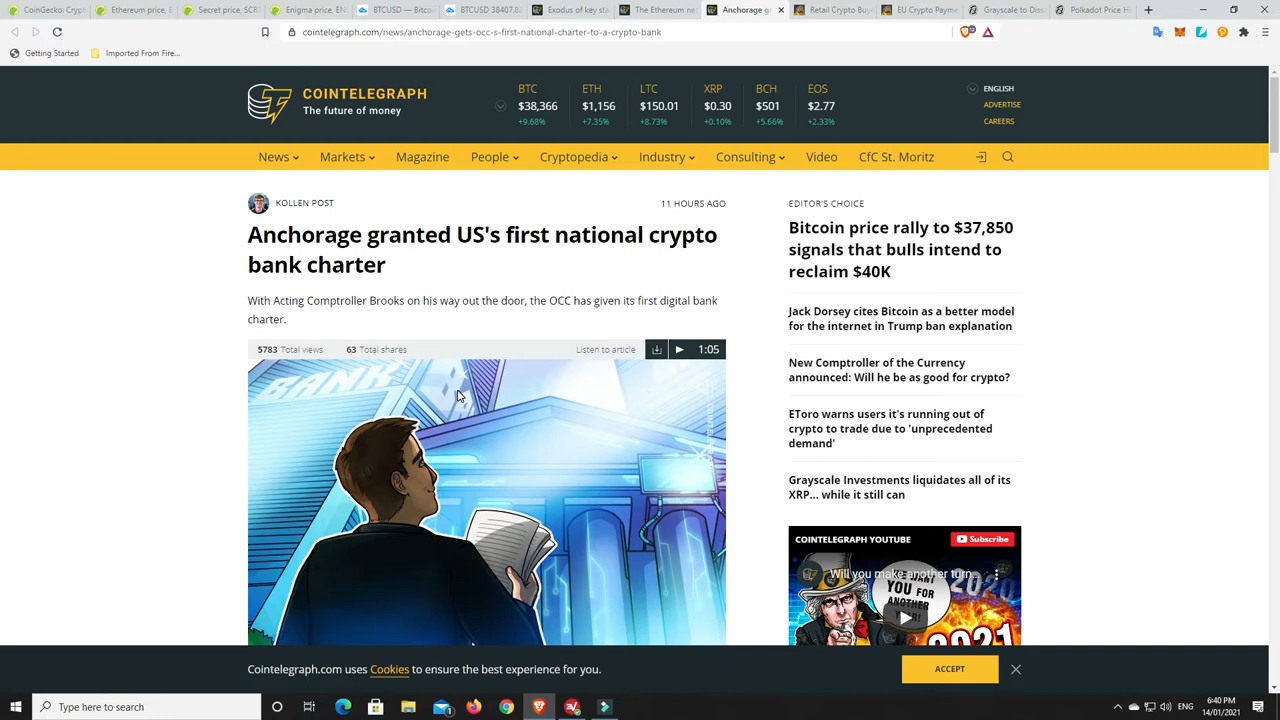 CoinGecko: Crypt
Ethereum price, E
Secret price, SCR
Enigma price, EN
BTCUSD — Bitcoi
BTCUSD 38407.82
Exodus of key sta
The Ethereum ne
Anchorage g
Retail Crypto Buy
EU Crypto Payme
Grayscale to Diss
Polkadot Price Hi
cointelegraph.com/news/anchorage-gets-occ-s-first-national-charter-to-a-crypto-bank
Getting Started
Imported From Fire...
COINTELEGRAPH
The future of money
BTC ETH LTC XRP BCH EOS
$38,366 $1,156 $150.01 $0.30 $501 $2.77
+9.68% +7.35% +8.73% +0.10% +5.66% +2.33%
ENGLISH
ADVERTISE
CAREERS
News Markets Magazine People Cryptopedia Industry Consulting Video CfC St. Moritz
KOLLEN POST
11 HOURS AGO
Anchorage granted US's first national crypto
bank charter
With Acting Comptroller Brooks on his way out the door, the OCC has given its first digital bank
charter.
5783 Total views 63 Total shares Listen to article 1:05
BANK
EDITOR'S CHOICE
Bitcoin price rally to $37,850
signals that bulls intend to
reclaim $40K
Jack Dorsey cites Bitcoin as a better model
for the internet in Trump ban explanation
New Comptroller of the Currency
announced: Will he be as good for crypto?
EToro warns users it's running out of
crypto to trade due to 'unprecedented
demand'
Grayscale Investments liquidates all of its
XRP... while it still can
COINTELEGRAPH YOUTUBE
Subscribe
Will you make another turn...
WANT
YOU FOR
ANOTHER
YEAR!
2020
2021
Cointelegraph.com uses Cookies to ensure the best experience for you.
ACCEPT
Type here to search
ENG
6:40 PM
14/01/2021